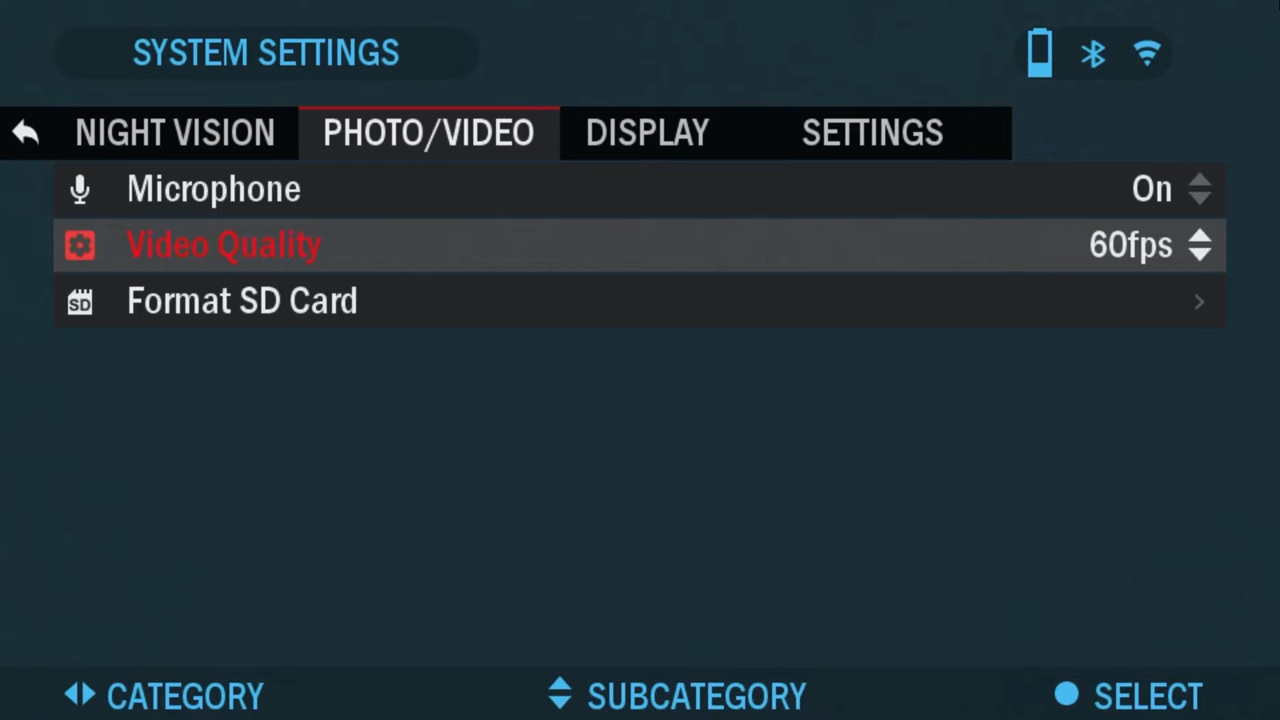 SYSTEM SETTINGS
NIGHT VISION PHOTO/VIDEO DISPLAY SETTINGS
Microphone On
Video Quality 60fps
SD Format SD Card
CATEGORY SUBCATEGORY SELECT